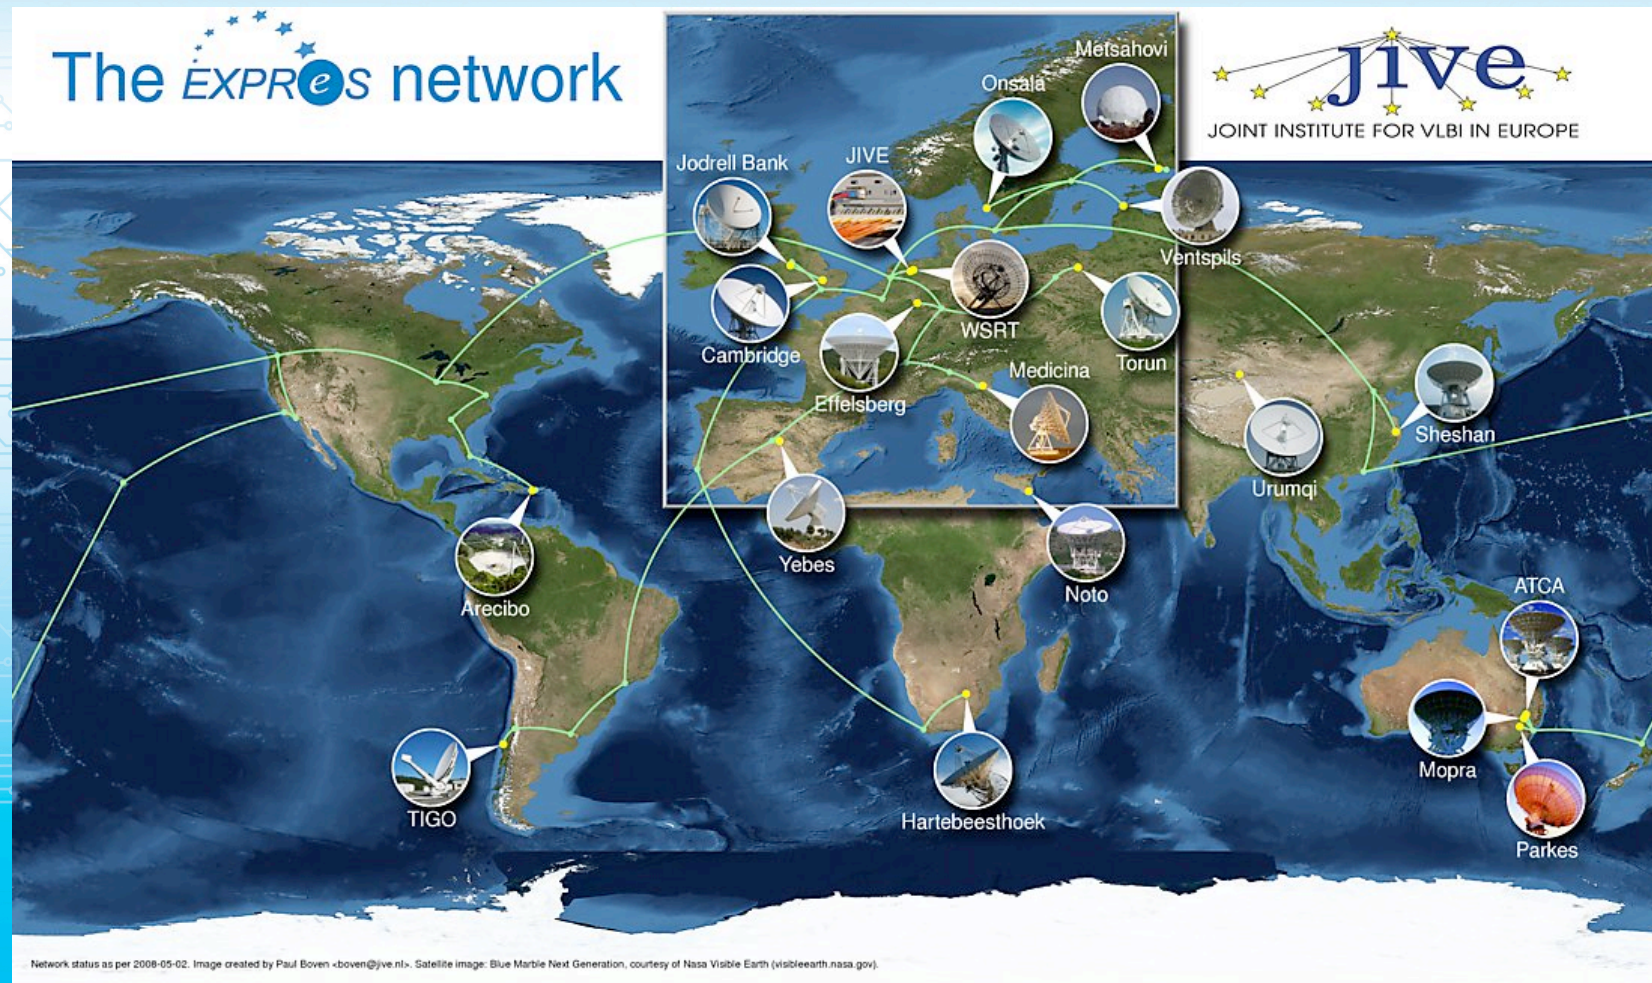 The EXPReS network
jive
JOINT INSTITUTE FOR VLBI IN EUROPE
Metsahovi
Onsala
JIVE
Jodrell Bank
Ventspils
WSRT
Cambridge
Torun
Medicina
Effelsberg
Sheshan
Urumqi
Yebes
Noto
ATCA
Arecibo
Mopra
TIGO
Hartebeesthoek
Parkes
Network status as per 2008-05-02. Image created by Paul Boven <boven@jive.nl>. Satellite image: Blue Marble Next Generation, courtesy of Nasa Visible Earth (visibleearth.nasa.gov).